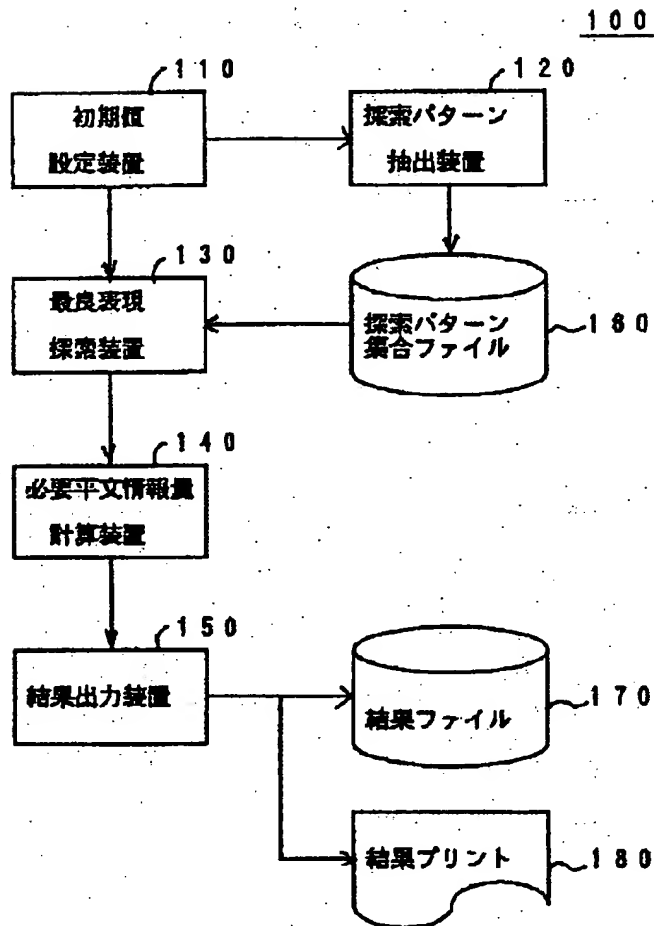 100
110
初期値
設定装置
120
探索パターン
抽出装置
130
最良表現
探索装置
探索パターン
集合ファイル
160
140
必要平文情報量
計算装置
150
結果出力装置
結果ファイル
170
結果プリント
180